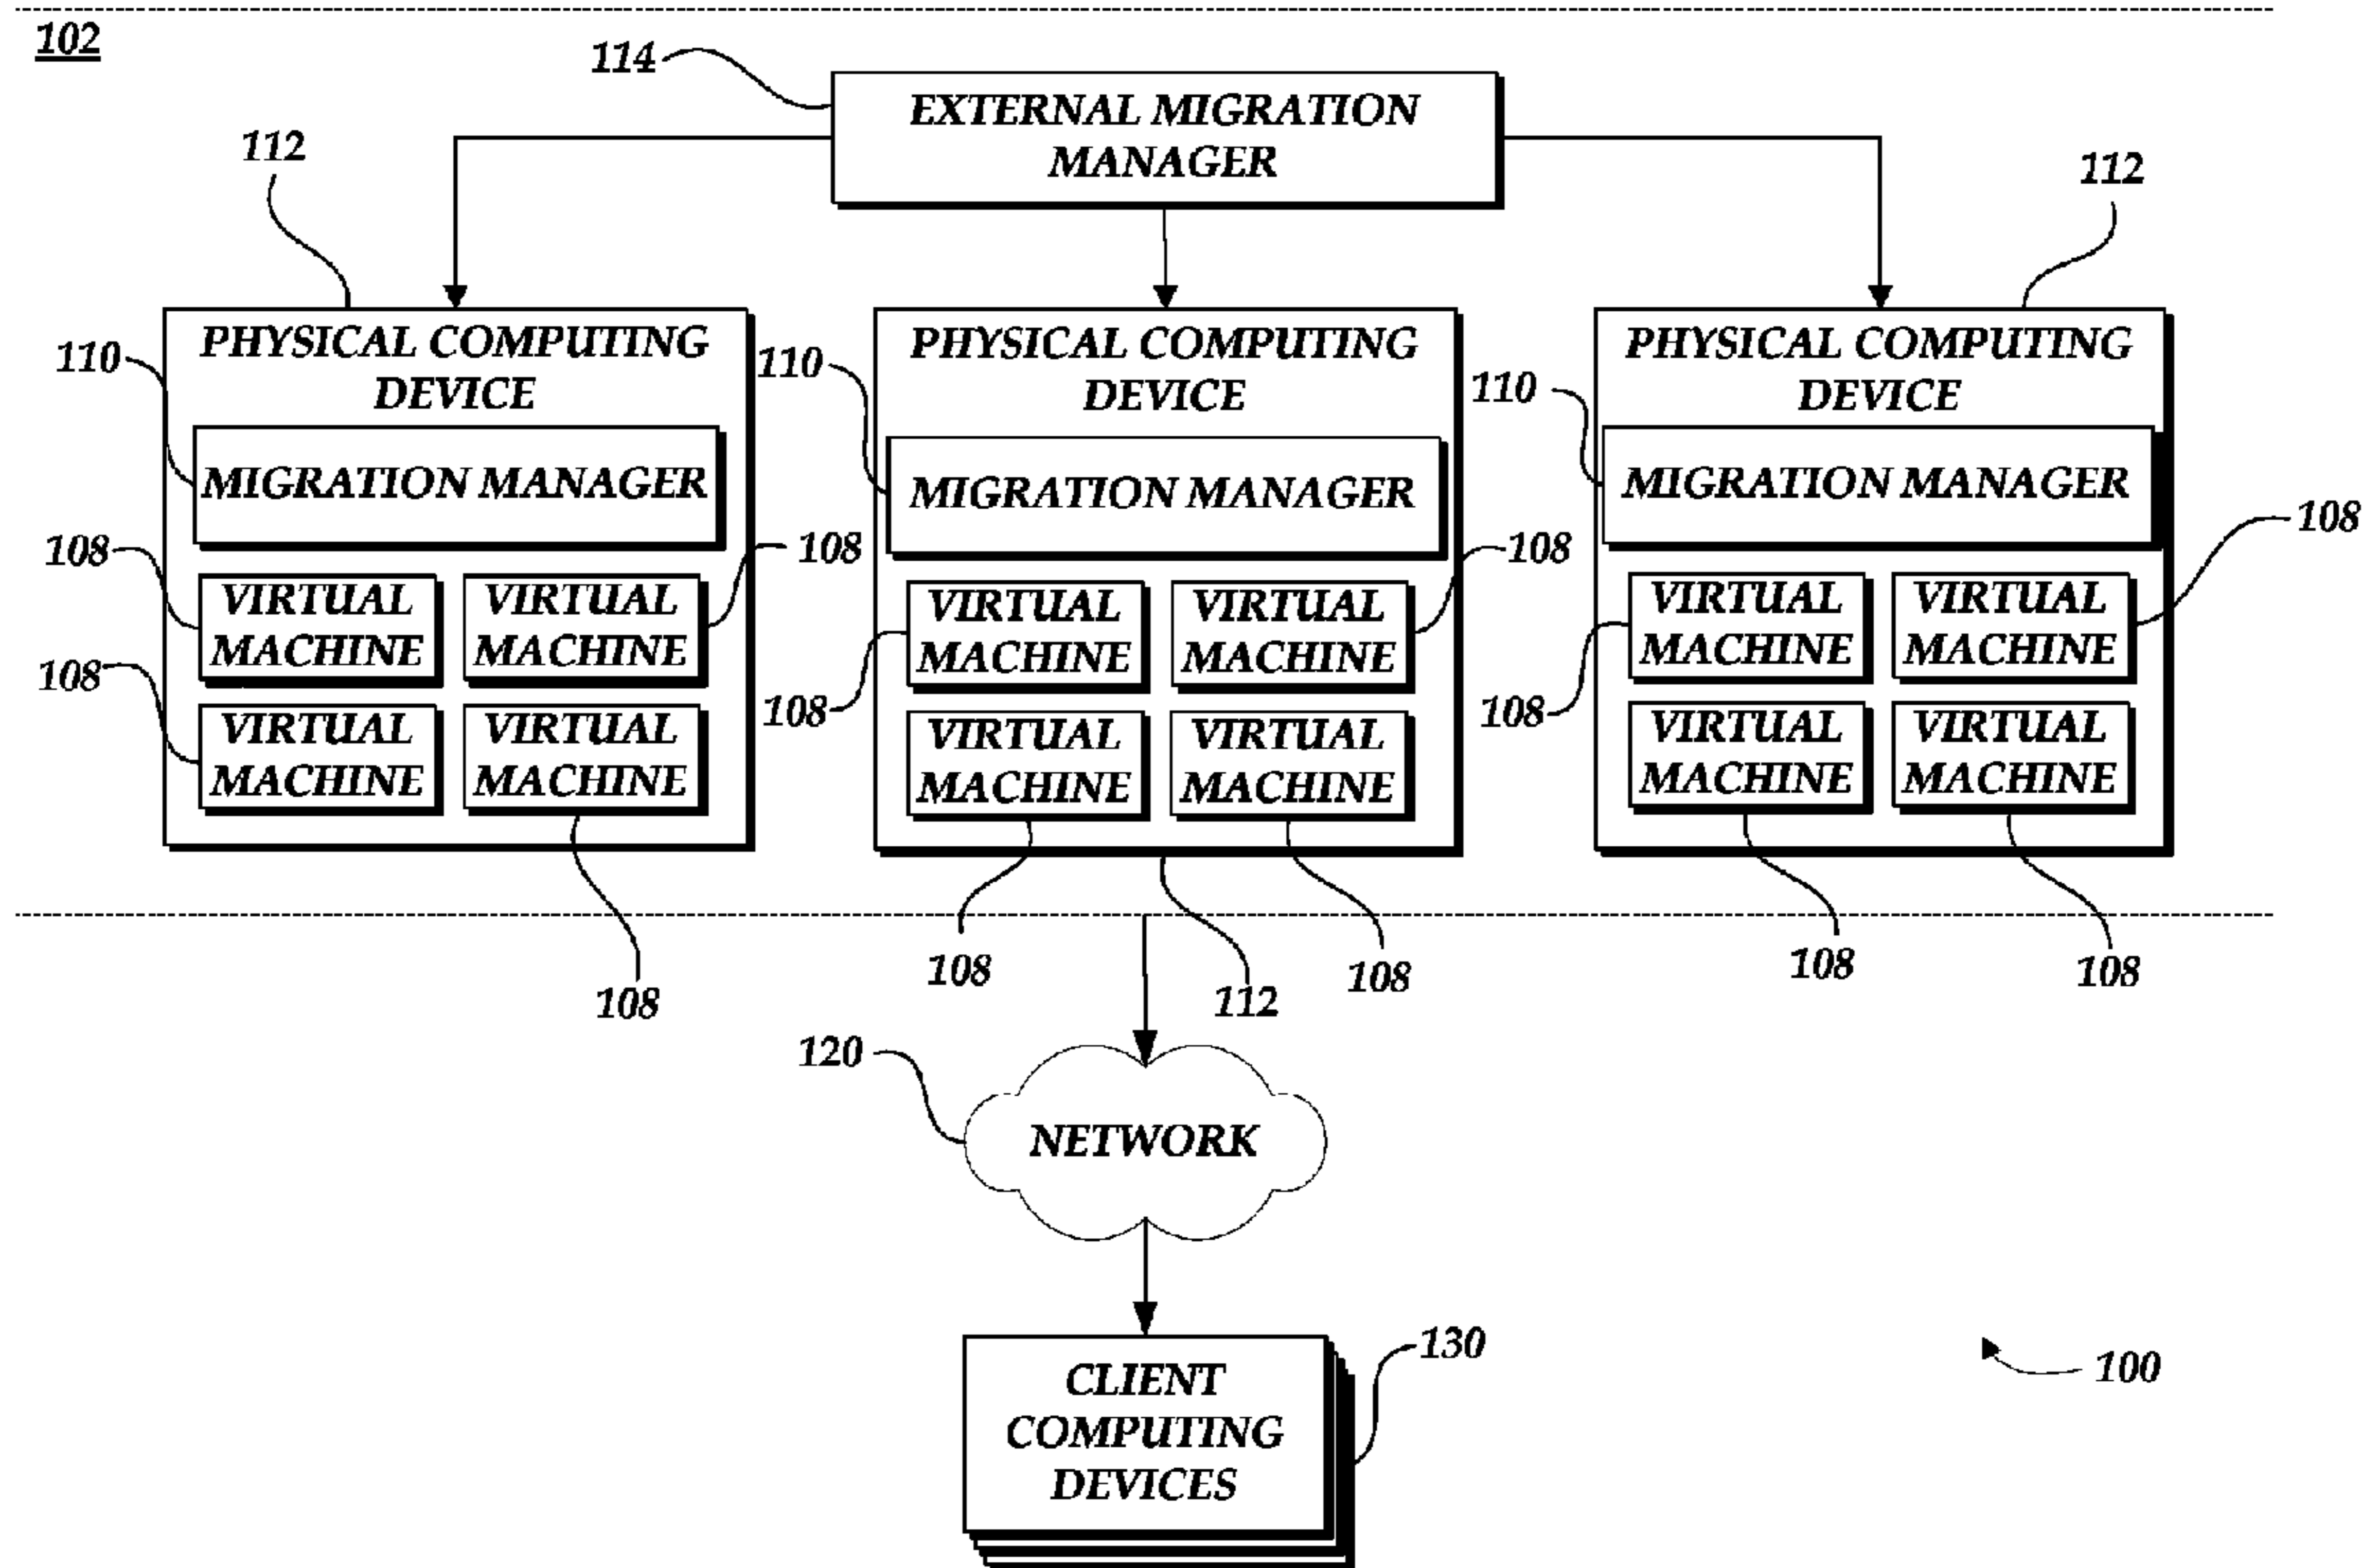 102
114
EXTERNAL MIGRATION
MANAGER
112
112
PHYSICAL COMPUTING
DEVICE
110
MIGRATION MANAGER
108
108
VIRTUAL
MACHINE
VIRTUAL
MACHINE
108
VIRTUAL
MACHINE
VIRTUAL
MACHINE
108
PHYSICAL COMPUTING
DEVICE
110
MIGRATION MANAGER
108
VIRTUAL
MACHINE
VIRTUAL
MACHINE
108
VIRTUAL
MACHINE
VIRTUAL
MACHINE
108
112
108
PHYSICAL COMPUTING
DEVICE
110
MIGRATION MANAGER
108
VIRTUAL
MACHINE
VIRTUAL
MACHINE
108
VIRTUAL
MACHINE
VIRTUAL
MACHINE
108
108
120
NETWORK
130
CLIENT
COMPUTING
DEVICES
100